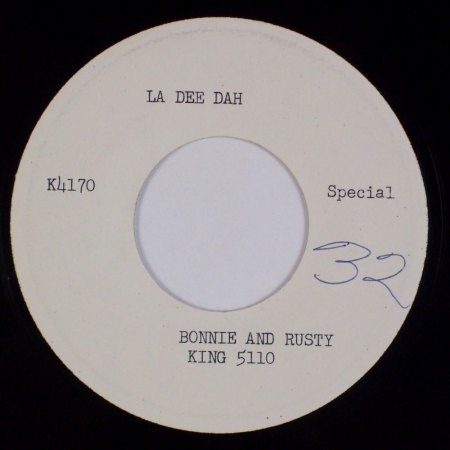 LA DEE DAH
K4170
Special
32
BONNIE AND RUSTY
KING 5110